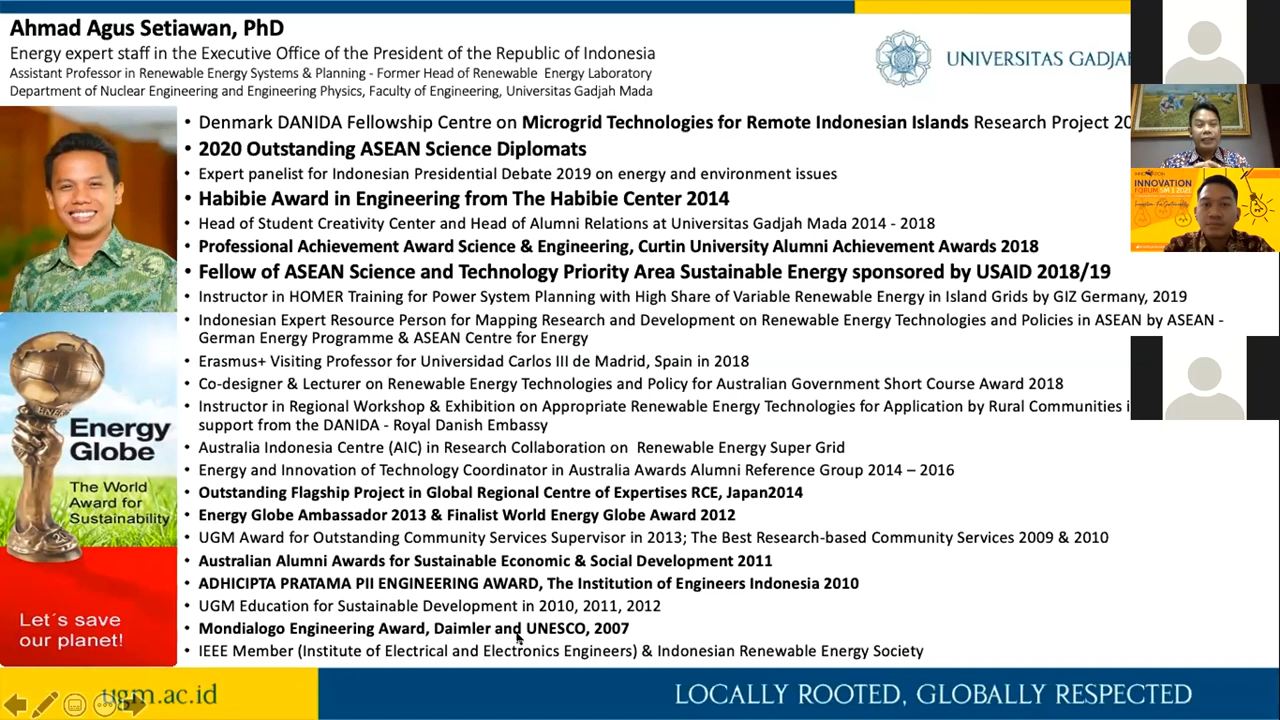 Ahmad Agus Setiawan, PhD
Energy expert staff in the Executive Office of the President of the Republic of Indonesia
Assistant Professor in Renewable Energy Systems & Planning - Former Head of Renewable Energy Laboratory
Department of Nuclear Engineering and Engineering Physics, Faculty of Engineering, Universitas Gadjah Mada
UNIVERSITAS GADJA
• Denmark DANIDA Fellowship Centre on Microgrid Technologies for Remote Indonesian Islands Research Project 20
• 2020 Outstanding ASEAN Science Diplomats
• Expert panelist for Indonesian Presidential Debate 2019 on energy and environment issues
• Habibie Award in Engineering from The Habibie Center 2014
• Head of Student Creativity Center and Head of Alumni Relations at Universitas Gadjah Mada 2014 - 2018
• Professional Achievement Award Science & Engineering, Curtin University Alumni Achievement Awards 2018
• Fellow of ASEAN Science and Technology Priority Area Sustainable Energy sponsored by USAID 2018/19
• Instructor in HOMER Training for Power System Planning with High Share of Variable Renewable Energy in Island Grids by GIZ Germany, 2019
• Indonesian Expert Resource Person for Mapping Research and Development on Renewable Energy Technologies and Policies in ASEAN by ASEAN -
German Energy Programme & ASEAN Centre for Energy
• Erasmus+ Visiting Professor for Universidad Carlos III de Madrid, Spain in 2018
• Co-designer & Lecturer on Renewable Energy Technologies and Policy for Australian Government Short Course Award 2018
• Instructor in Regional Workshop & Exhibition on Appropriate Renewable Energy Technologies for Application by Rural Communities i
support from the DANIDA - Royal Danish Embassy
• Australia Indonesia Centre (AIC) in Research Collaboration on Renewable Energy Super Grid
• Energy and Innovation of Technology Coordinator in Australia Awards Alumni Reference Group 2014 – 2016
• Outstanding Flagship Project in Global Regional Centre of Expertises RCE, Japan2014
• Energy Globe Ambassador 2013 & Finalist World Energy Globe Award 2012
• UGM Award for Outstanding Community Services Supervisor in 2013; The Best Research-based Community Services 2009 & 2010
• Australian Alumni Awards for Sustainable Economic & Social Development 2011
• ADHICIPTA PRATAMA PII ENGINEERING AWARD, The Institution of Engineers Indonesia 2010
• UGM Education for Sustainable Development in 2010, 2011, 2012
• Mondialogo Engineering Award, Daimler and UNESCO, 2007
• IEEE Member (Institute of Electrical and Electronics Engineers) & Indonesian Renewable Energy Society
Energy
Globe
The World
Award for
Sustainability
Let´s save
our planet!
INNOVATION
ugm.ac.id
LOCALLY ROOTED, GLOBALLY RESPECTED